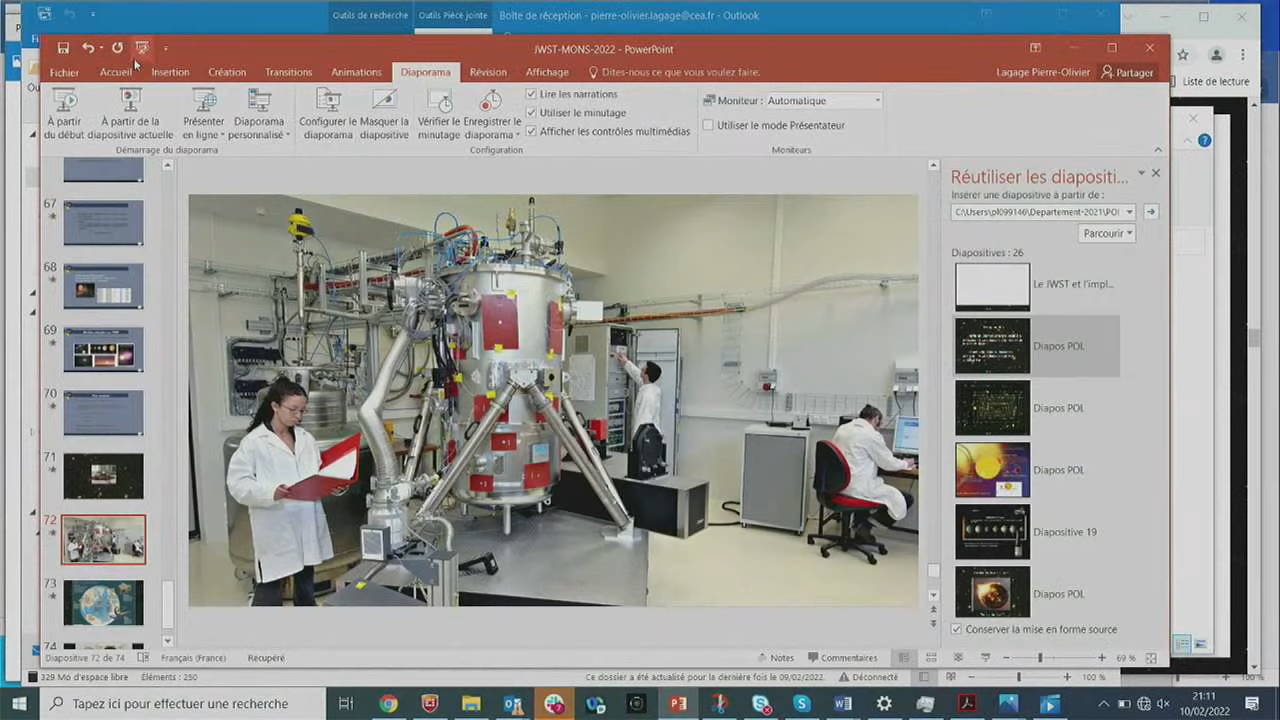 Outils de recherche
Outils Pièce jointe
Boîte de réception - pierre-olivier.lagage@cea.fr - Outlook
JWST-MONS-2022 - PowerPoint
Fichier
Accueil
Insertion
Création
Transitions
Animations
Diaporama
Révision
Affichage
Dites-nous ce que vous voulez faire.
Lagage Pierre-Olivier
Partager
Liste de lecture
À partir du début
À partir de la diapositive actuelle
Présenter en ligne
Diaporama personnalisé
Configurer le diaporama
Masquer la diapositive
Vérifier le minutage
Enregistrer le diaporama
Lire les narrations
Utiliser le minutage
Afficher les contrôles multimédias
Moniteur :
Automatique
Utiliser le mode Présentateur
Démarrage du diaporama
Configuration
Moniteurs
67
68
69
70
71
72
73
74
Réutiliser les diapositi...
Insérer une diapositive à partir de :
C:\Users\pl099146\Departement-2021\POI
Parcourir
Diapositives : 26
Le JWST et l'impl...
Diapos POL
Diapos POL
Diapos POL
Diapositive 19
Diapos POL
Conserver la mise en forme source
Diapositive 72 de 74
Français (France)
Récupéré
Notes
Commentaires
69 %
329 Mo d'espace libre
Éléments : 250
Ce dossier a été actualisé pour la dernière fois le 09/02/2022.
Déconnecté
100 %
100 %
Tapez ici pour effectuer une recherche
21:11
10/02/2022